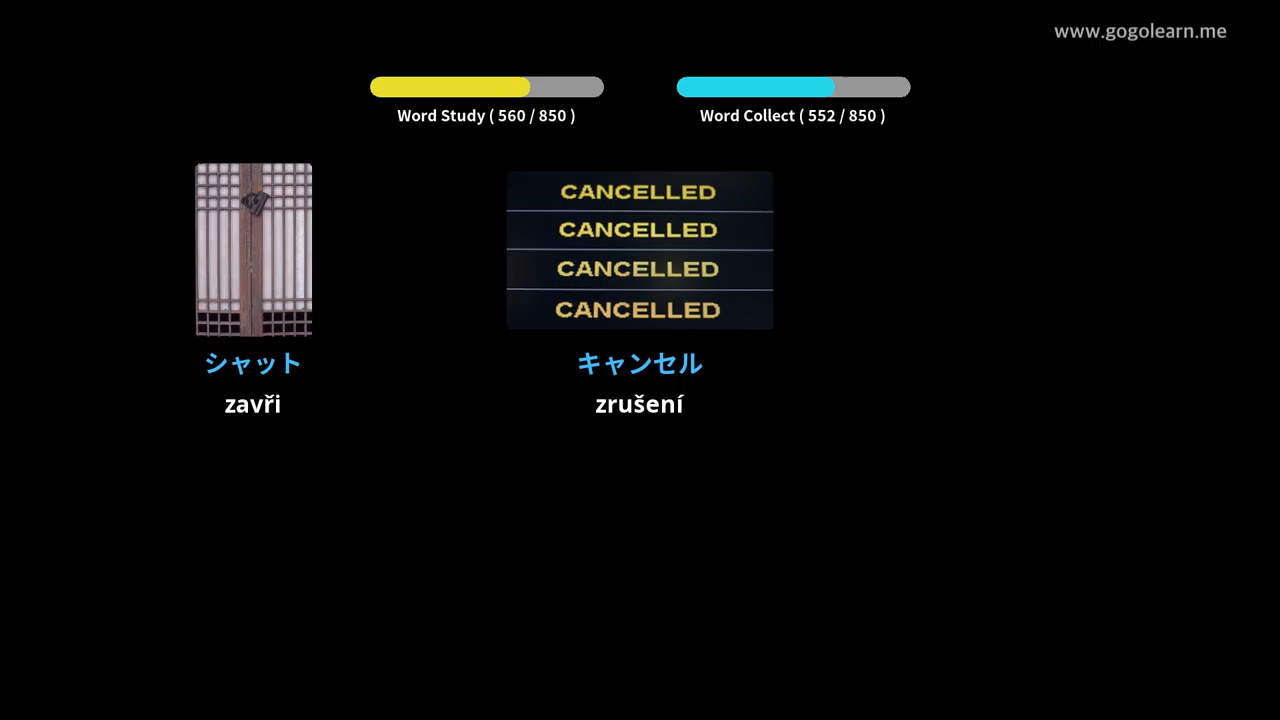 www.gogolearn.me
Word Study ( 560 / 850 )
Word Collect ( 552 / 850 )
CANCELLED
CANCELLED
CANCELLED
CANCELLED
シャット
キャンセル
zavři
zrušení